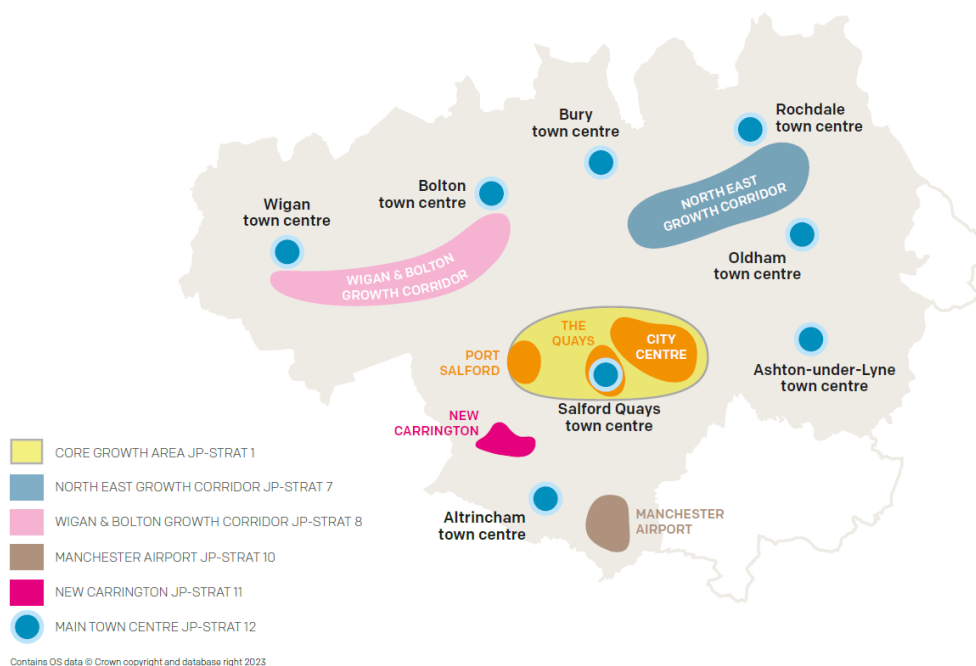 Rochdale
town centre
Bury
town centre
NORTH EAST
GROWTH CORRIDOR
Bolton
town centre
Wigan
town centre
WIGAN & BOLTON
GROWTH CORRIDOR
Oldham
town centre
THE
QUAYS
CITY
CENTRE
PORT
SALFORD
Ashton-under-Lyne
town centre
Salford Quays
town centre
NEW
CARRINGTON
Altrincham
town centre
MANCHESTER
AIRPORT
CORE GROWTH AREA JP-STRAT 1
NORTH EAST GROWTH CORRIDOR JP-STRAT 7
WIGAN & BOLTON GROWTH CORRIDOR JP-STRAT 8
MANCHESTER AIRPORT JP-STRAT 10
NEW CARRINGTON JP-STRAT 11
MAIN TOWN CENTRE JP-STRAT 12
Contains OS data © Crown copyright and database right 2023